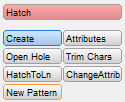 Hatch
Create Attributes
Open Hole Trim Chars
HatchToLn ChangeAttrib
New Pattern